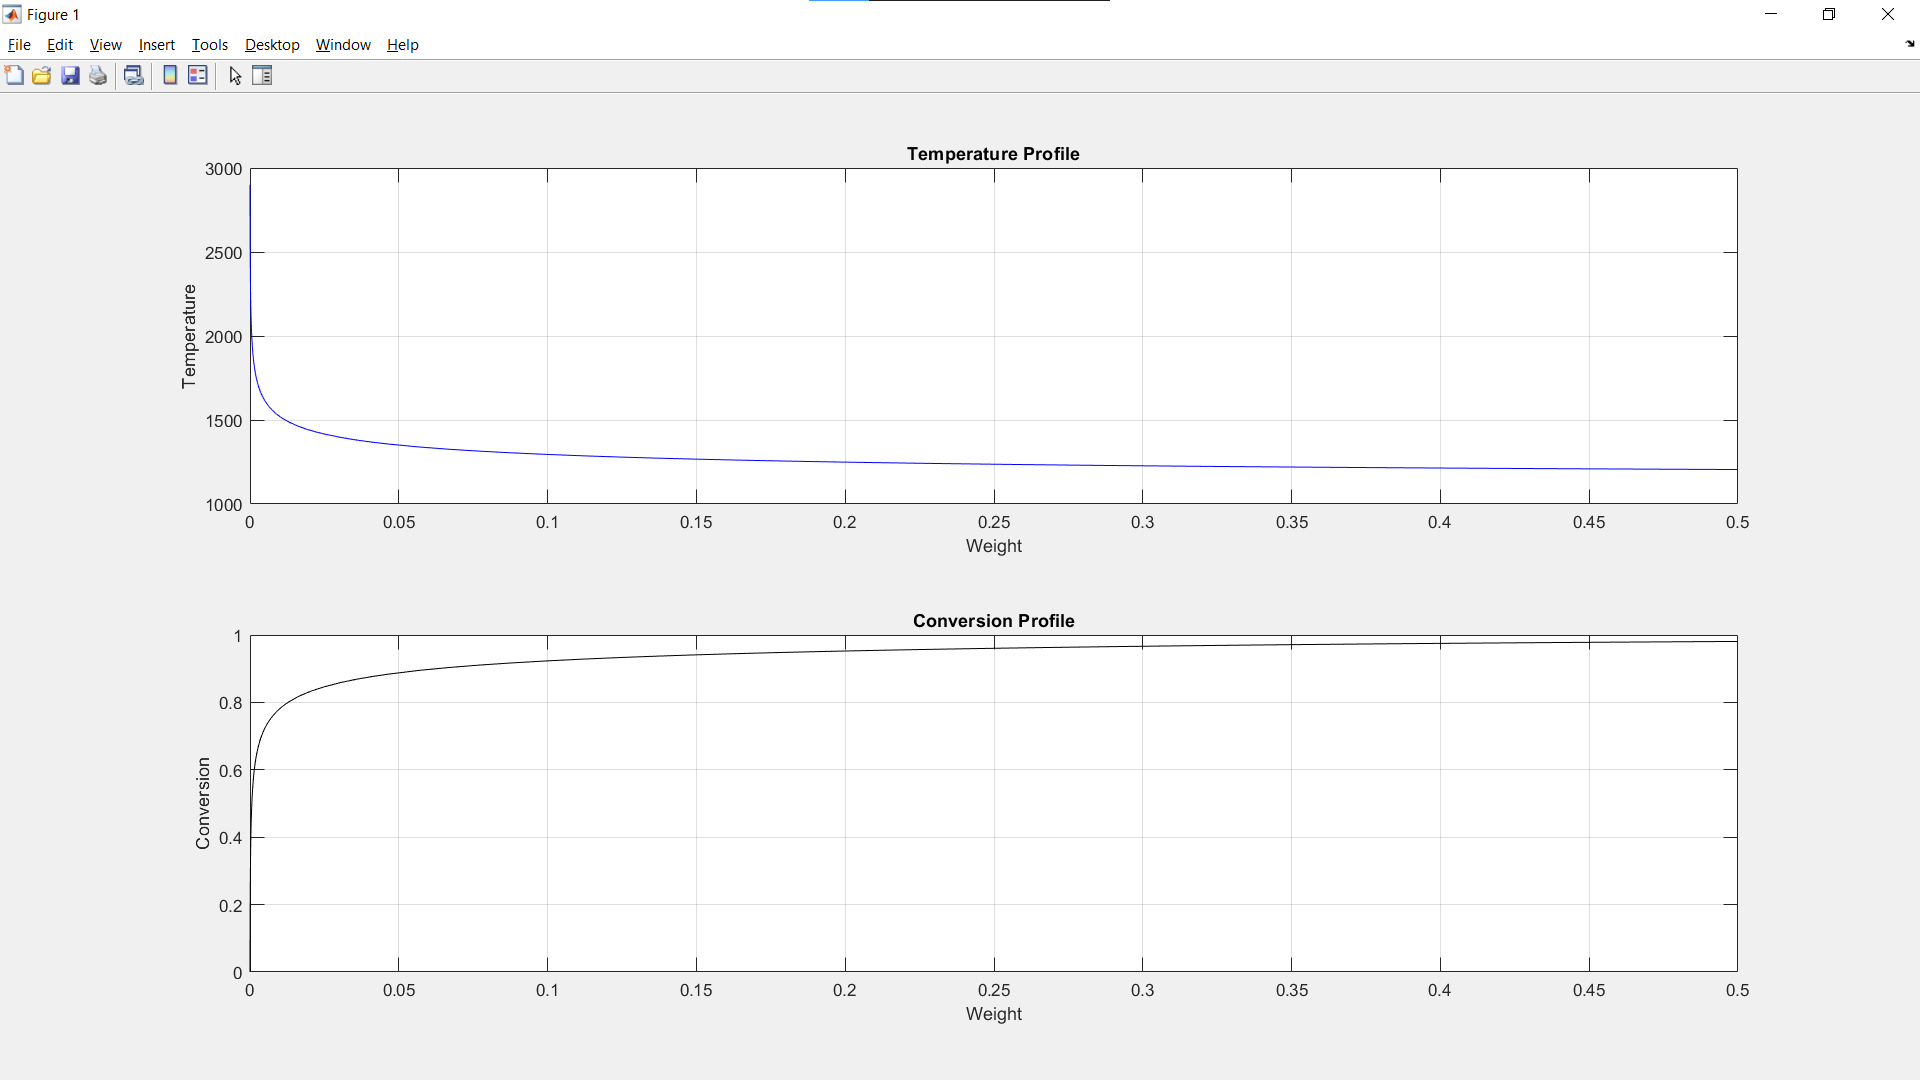 Figure 1
File Edit View Insert Tools Desktop Window Help
Temperature Profile
3000
2500
2000
1500
1000
Temperature
0 0.05 0.1 0.15 0.2 0.25 0.3 0.35 0.4 0.45 0.5
Weight
Conversion Profile
1
0.8
0.6
0.4
0.2
0
Conversion
0 0.05 0.1 0.15 0.2 0.25 0.3 0.35 0.4 0.45 0.5
Weight